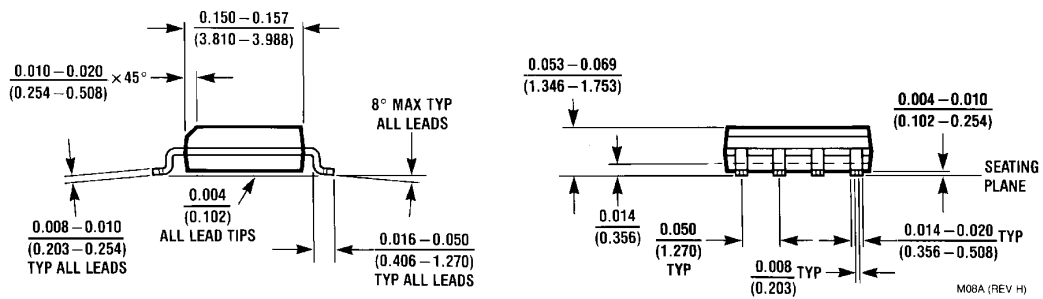 0.150 – 0.157
(3.810 – 3.988)
0.010 – 0.020 × 45°
(0.254 – 0.508)
8° MAX TYP
ALL LEADS
0.004
(0.102)
ALL LEAD TIPS
0.008 – 0.010
(0.203 – 0.254)
TYP ALL LEADS
0.016 – 0.050
(0.406 – 1.270)
TYP ALL LEADS
0.053 – 0.069
(1.346 – 1.753)
0.004 – 0.010
(0.102 – 0.254)
SEATING
PLANE
0.014
(0.356)
0.050
(1.270)
TYP
0.014 – 0.020 TYP
(0.356 – 0.508)
0.008 TYP
(0.203)
M08A (REV H)